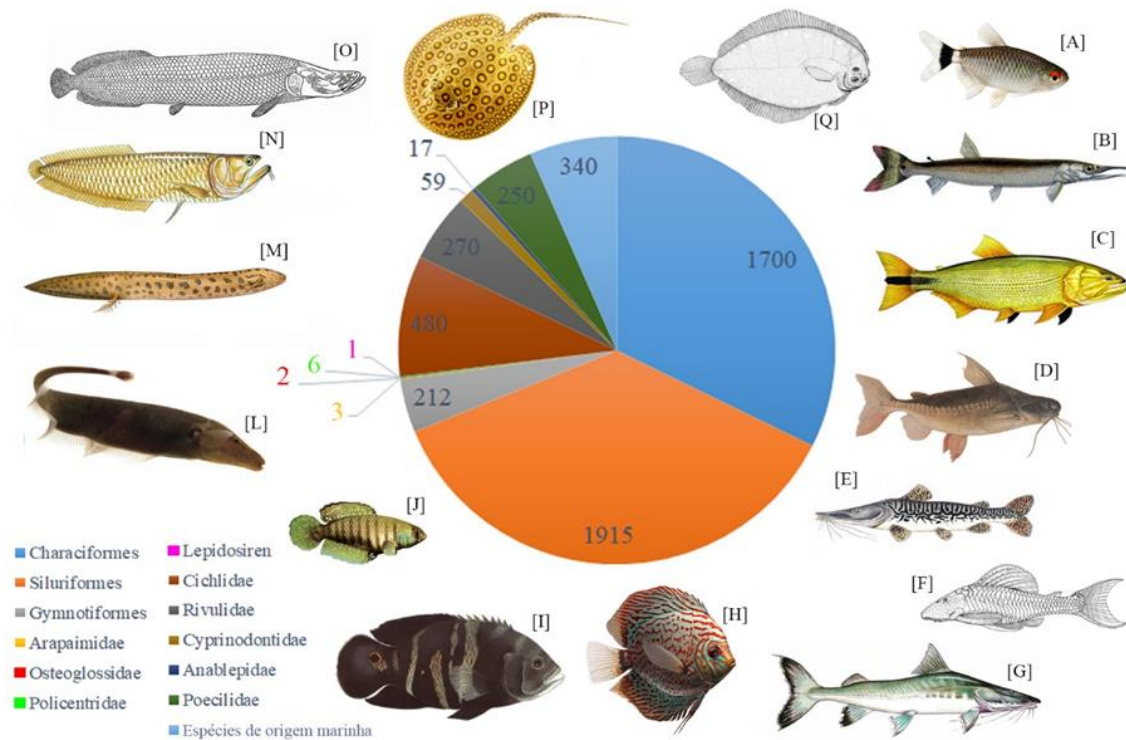 [O]
[P]
[Q]
[A]
[N]
17
59
250
340
[B]
[M]
270
1700
[C]
480
1
6
2
3
212
[D]
[L]
[J]
1915
[E]
[F]
[I]
[H]
[G]
Characiformes
Siluriformes
Gymnotiformes
Arapaimidae
Osteoglossidae
Policentridae
Lepidosiren
Cichlidae
Rivulidae
Cyprinodontidae
Anablepidae
Poecilidae
Espécies de origem marinha